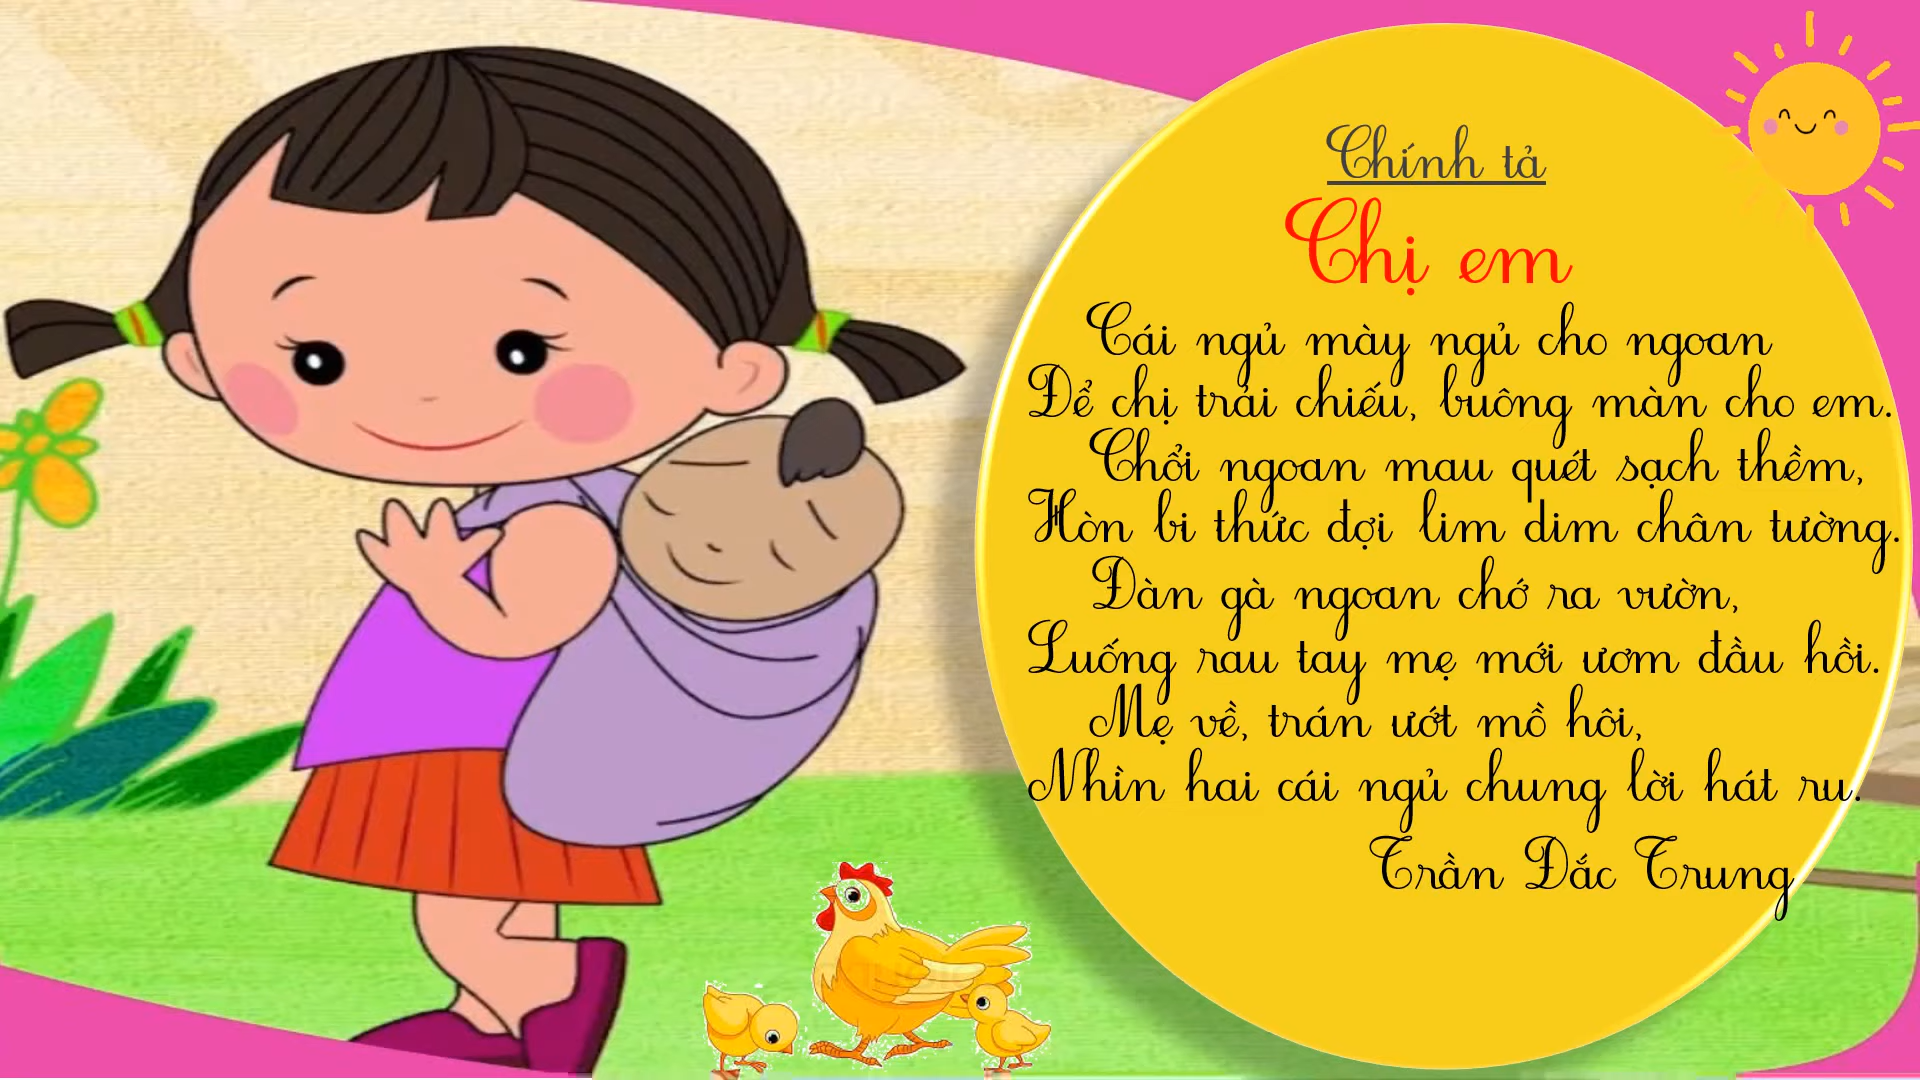 Chính tả
Chị em
Cái ngủ mày ngủ cho ngoan
Để chị trải chiếu, buông màn cho em.
Chổi ngoan mau quét sạch thềm,
Hòn bi thức đợi lim dim chân tường.
Đàn gà ngoan chớ ra vườn,
Luống rau tay mẹ mới ươm đầu hồi.
Mẹ về, trán ướt mồ hôi,
Nhìn hai cái ngủ chung lời hát ru.
Trần Đắc Trung